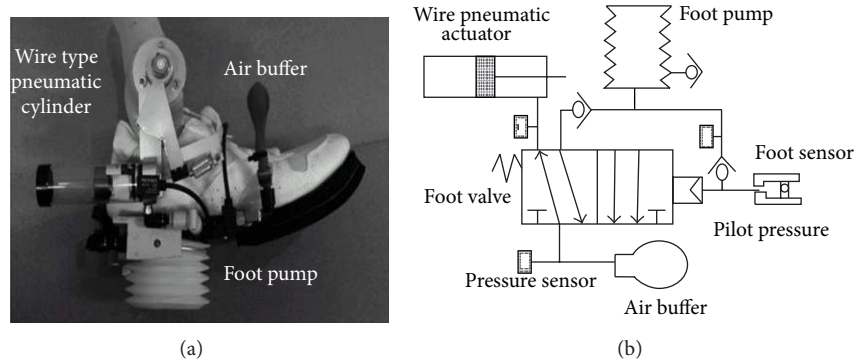 Wire type
pneumatic
cylinder
Air buffer
Foot pump
(a)
Wire pneumatic
actuator
Foot pump
Foot sensor
Foot valve
Pilot pressure
Pressure sensor
Air buffer
(b)